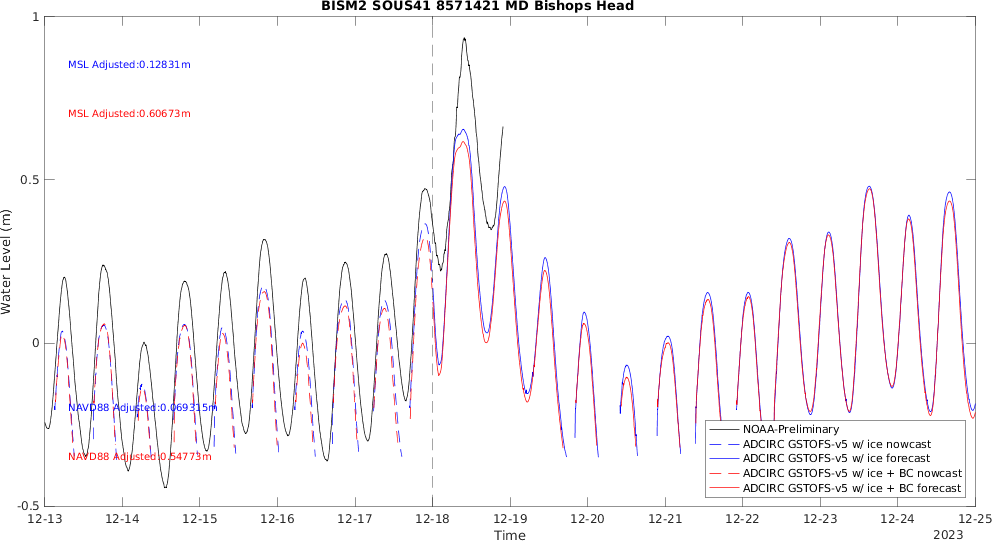 BISM2 SOUS41 8571421 MD Bishops Head
Water Level (m)
1
0.5
0
-0.5
MSL Adjusted:0.12831m
MSL Adjusted:0.60673m
NAVD88 Adjusted:0.069315m
NAVD88 Adjusted:0.54773m
NOAA-Preliminary
ADCIRC GSTOFS-v5 w/ ice nowcast
ADCIRC GSTOFS-v5 w/ ice forecast
ADCIRC GSTOFS-v5 w/ ice + BC nowcast
ADCIRC GSTOFS-v5 w/ ice + BC forecast
12-13 12-14 12-15 12-16 12-17 12-18 12-19 12-20 12-21 12-22 12-23 12-24 12-25
Time
2023